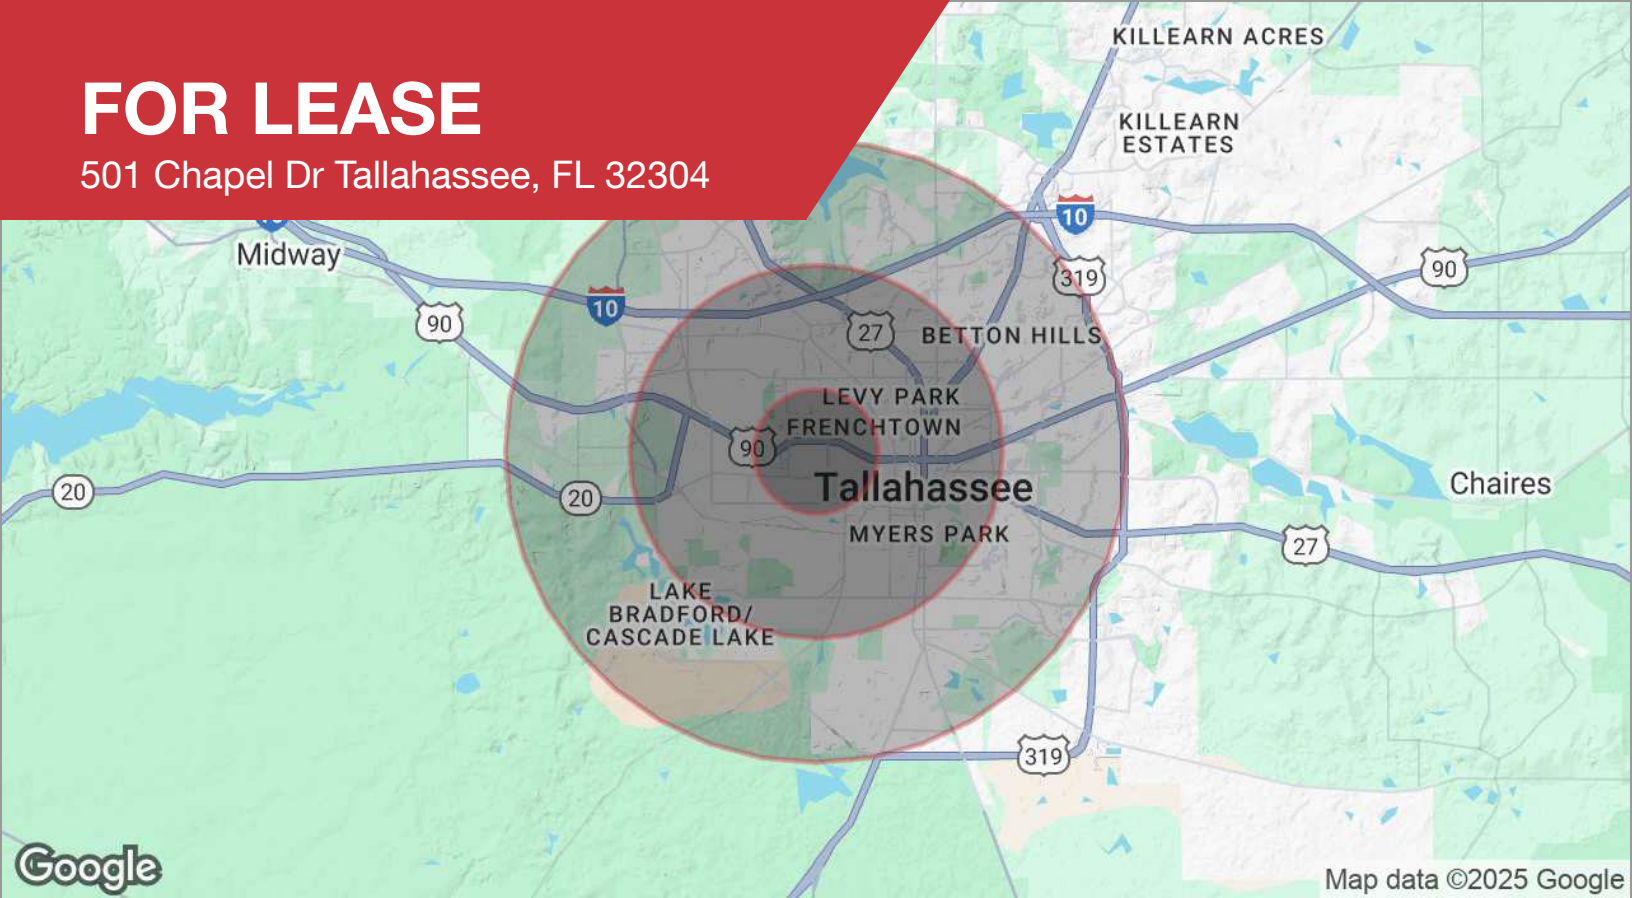 FOR LEASE
501 Chapel Dr Tallahassee, FL 32304
KILLEARN ACRES
KILLEARN
ESTATES
10
Midway
319
90
10
90
27
BETTON HILLS
LEVY PARK
FRENCHTOWN
90
Tallahassee
Chaires
20
20
MYERS PARK
27
LAKE
BRADFORD/
CASCADE LAKE
319
Google
Map data ©2025 Google